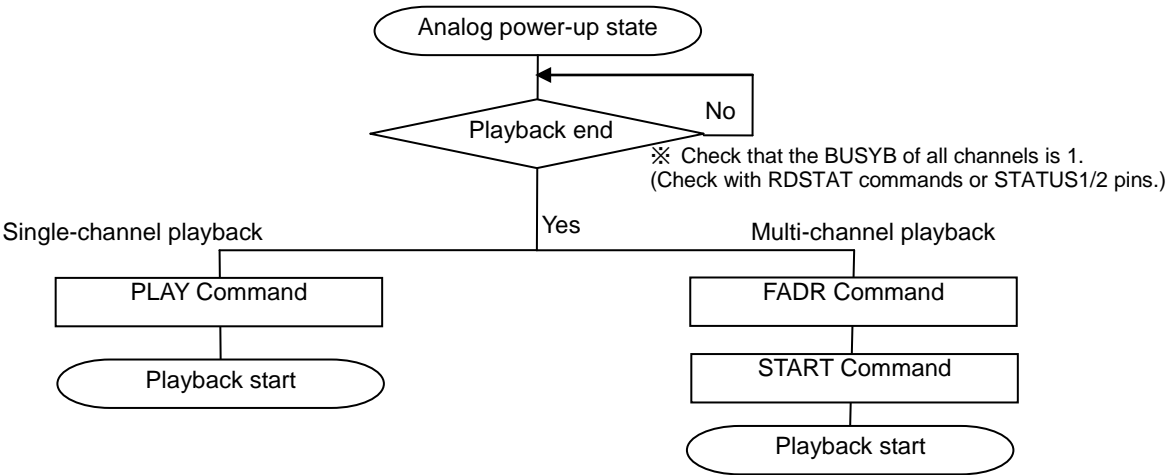 Analog power-up state
No
Playback end
※ Check that the BUSYB of all channels is 1.
(Check with RDSTAT commands or STATUS1/2 pins.)
Yes
Single-channel playback
Multi-channel playback
PLAY Command
FADR Command
Playback start
START Command
Playback start